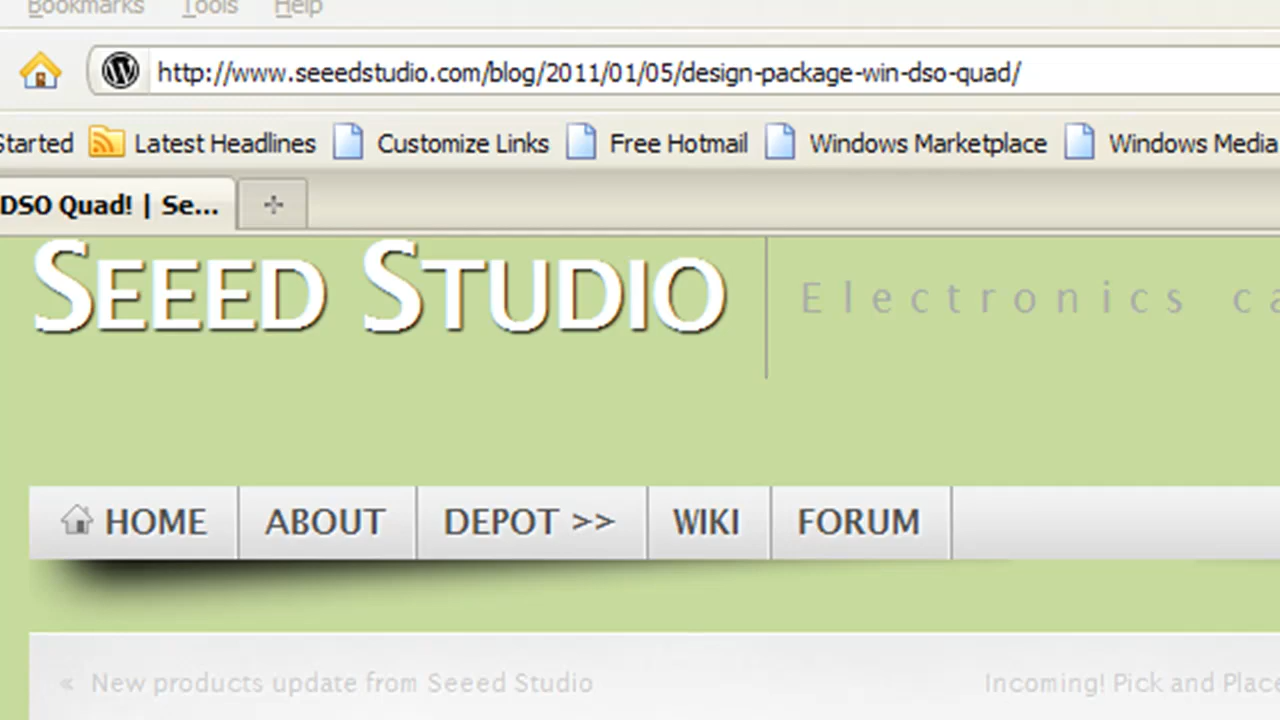 Bookmarks Tools Help
http://www.seeedstudio.com/blog/2011/01/05/design-package-win-dso-quad/
Started Latest Headlines Customize Links Free Hotmail Windows Marketplace Windows Media
DSO Quad! | Se...
SEEED STUDIO Electronics ca
HOME ABOUT DEPOT >> WIKI FORUM
« New products update from Seeed Studio Incoming! Pick and Place